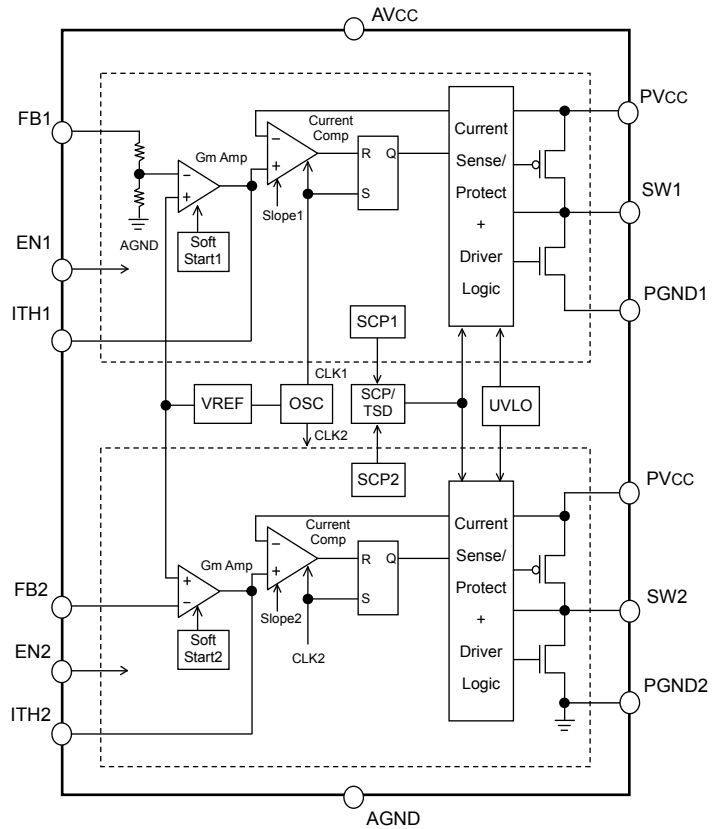 AVCC
FB1
EN1
ITH1
Gm Amp
−
+
AGND
Soft
Start1
Current
Comp
−
+
Slope1
R
Q
S
Current
Sense/
Protect
+
Driver
Logic
PVCC
SW1
PGND1
SCP1
CLK1
VREF
OSC
SCP/
TSD
UVLO
CLK2
SCP2
FB2
EN2
ITH2
Gm Amp
+
−
Soft
Start2
Current
Comp
−
+
Slope2
CLK2
R
Q
S
Current
Sense/
Protect
+
Driver
Logic
PVCC
SW2
PGND2
AGND